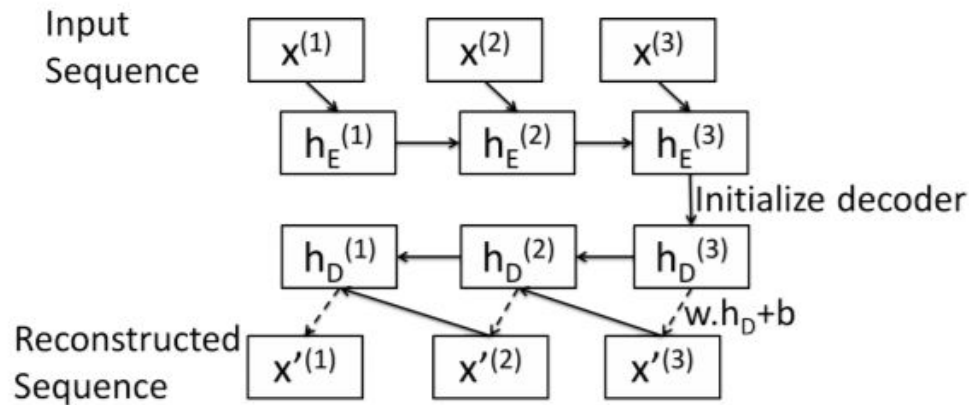 Input
Sequence
x(1) x(2) x(3)
hE(1) hE(2) hE(3)
Initialize decoder
hD(1) hD(2) hD(3)
w.hD+b
Reconstructed
Sequence
x'(1) x'(2) x'(3)